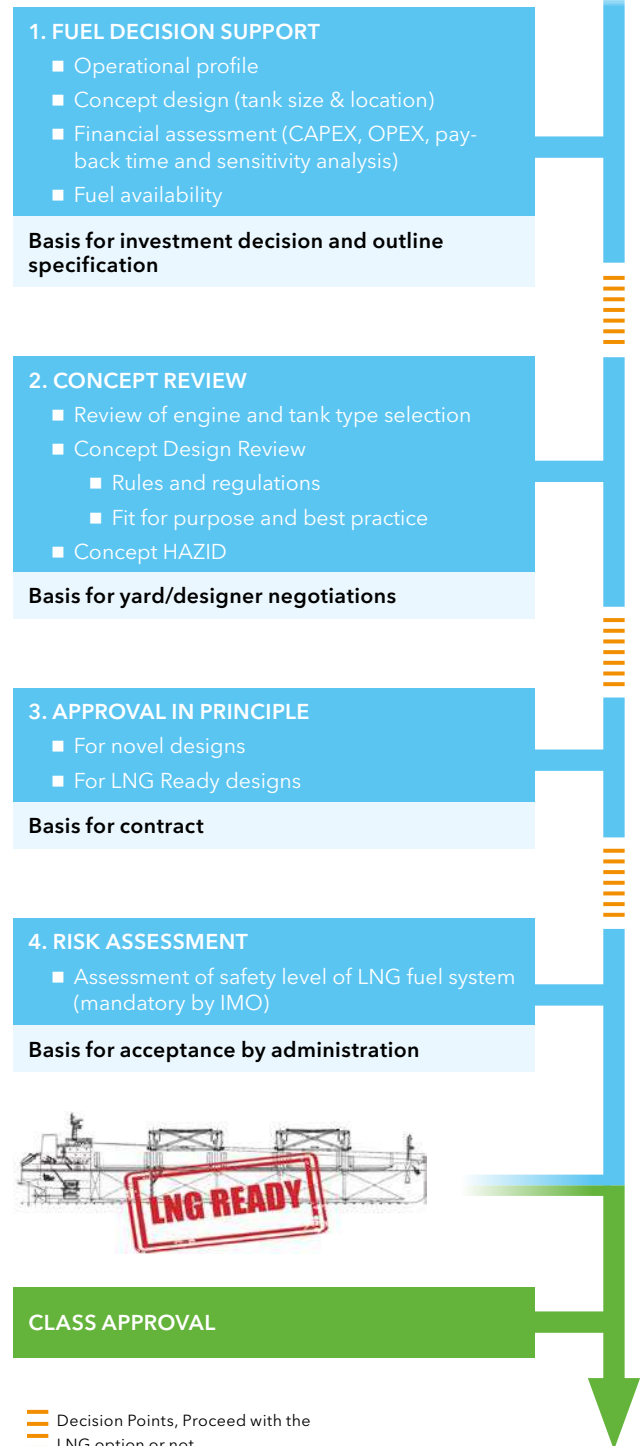 1. FUEL DECISION SUPPORT
■ Operational profile
■ Concept design (tank size & location)
■ Financial assessment (CAPEX, OPEX, pay-
back time and sensitivity analysis)
■ Fuel availability
Basis for investment decision and outline
specification
2. CONCEPT REVIEW
■ Review of engine and tank type selection
■ Concept Design Review
■ Rules and regulations
■ Fit for purpose and best practice
■ Concept HAZID
Basis for yard/designer negotiations
3. APPROVAL IN PRINCIPLE
■ For novel designs
■ For LNG Ready designs
Basis for contract
4. RISK ASSESSMENT
■ Assessment of safety level of LNG fuel system
(mandatory by IMO)
Basis for acceptance by administration
LNG READY
CLASS APPROVAL
Decision Points, Proceed with the
LNG option or not